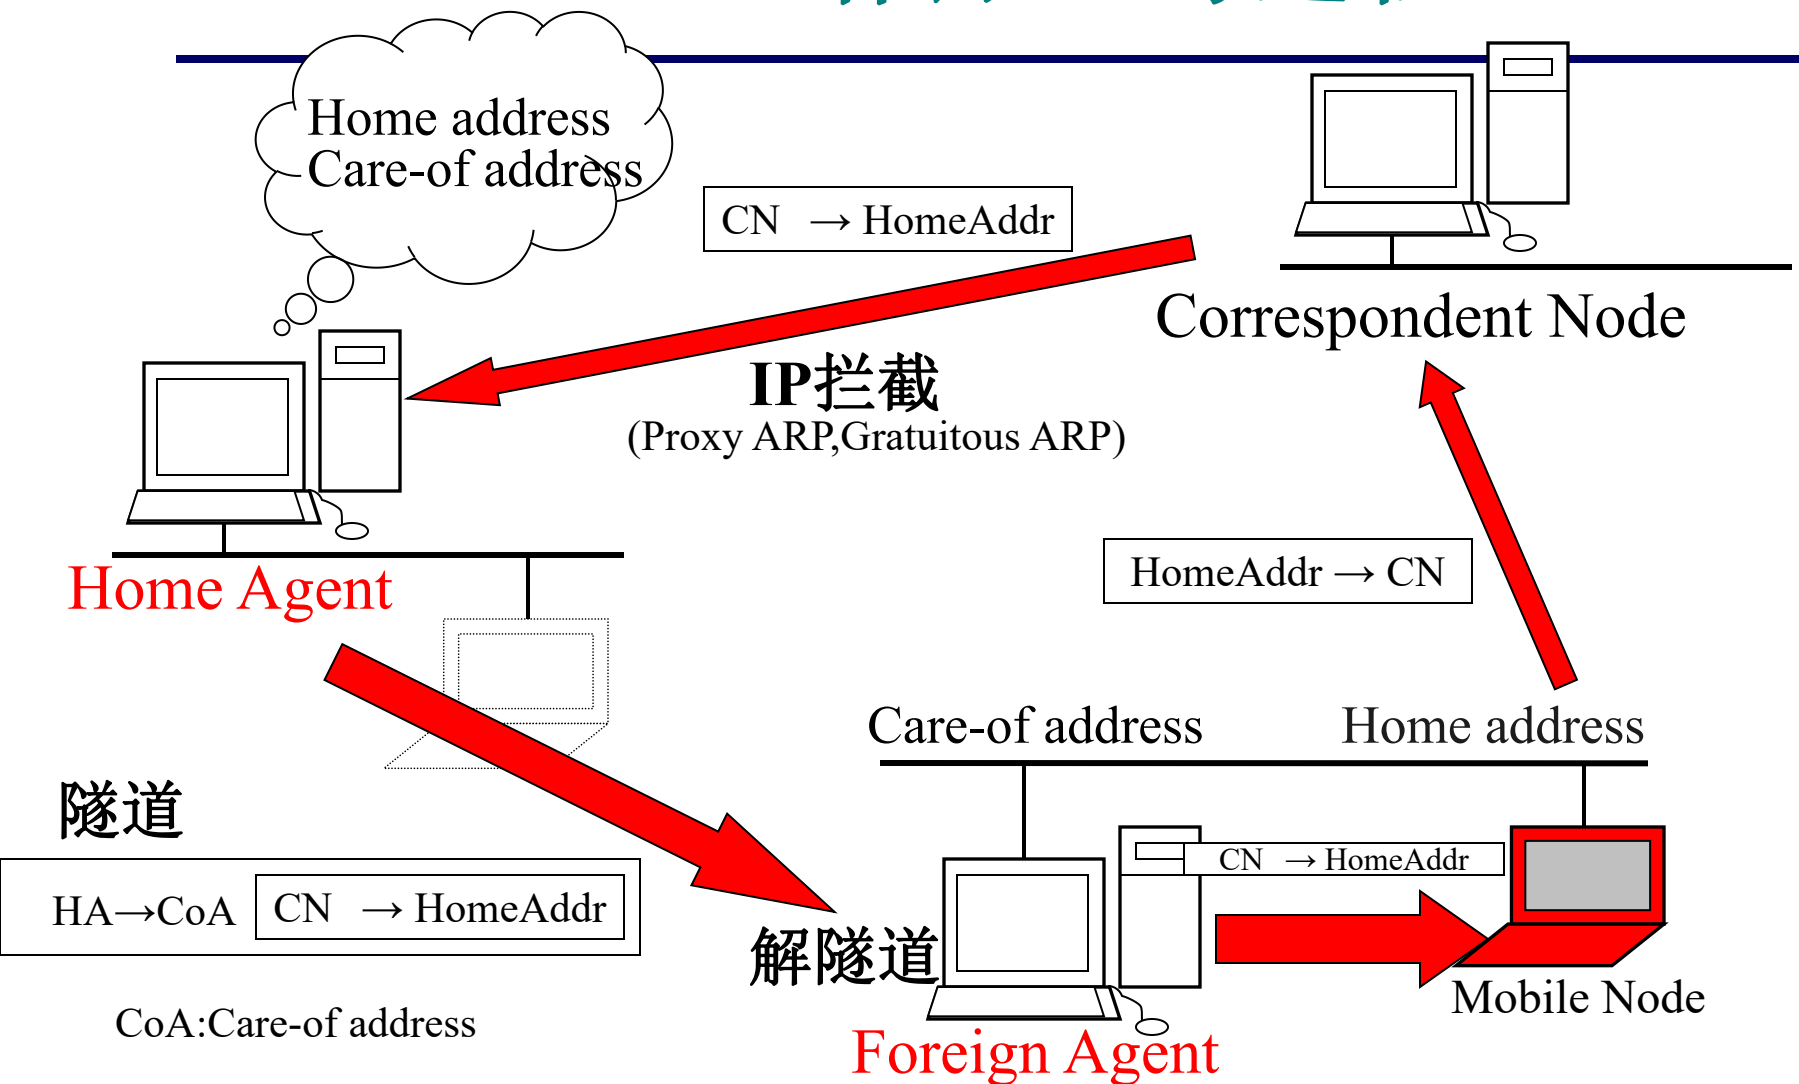 Home address
Care-of address
CN → HomeAddr
Correspondent Node
IP拦截
(Proxy ARP,Gratuitous ARP)
Home Agent
HomeAddr → CN
Care-of address
Home address
隧道
HA→CoA
CN → HomeAddr
CN → HomeAddr
解隧道
Mobile Node
CoA:Care-of address
Foreign Agent